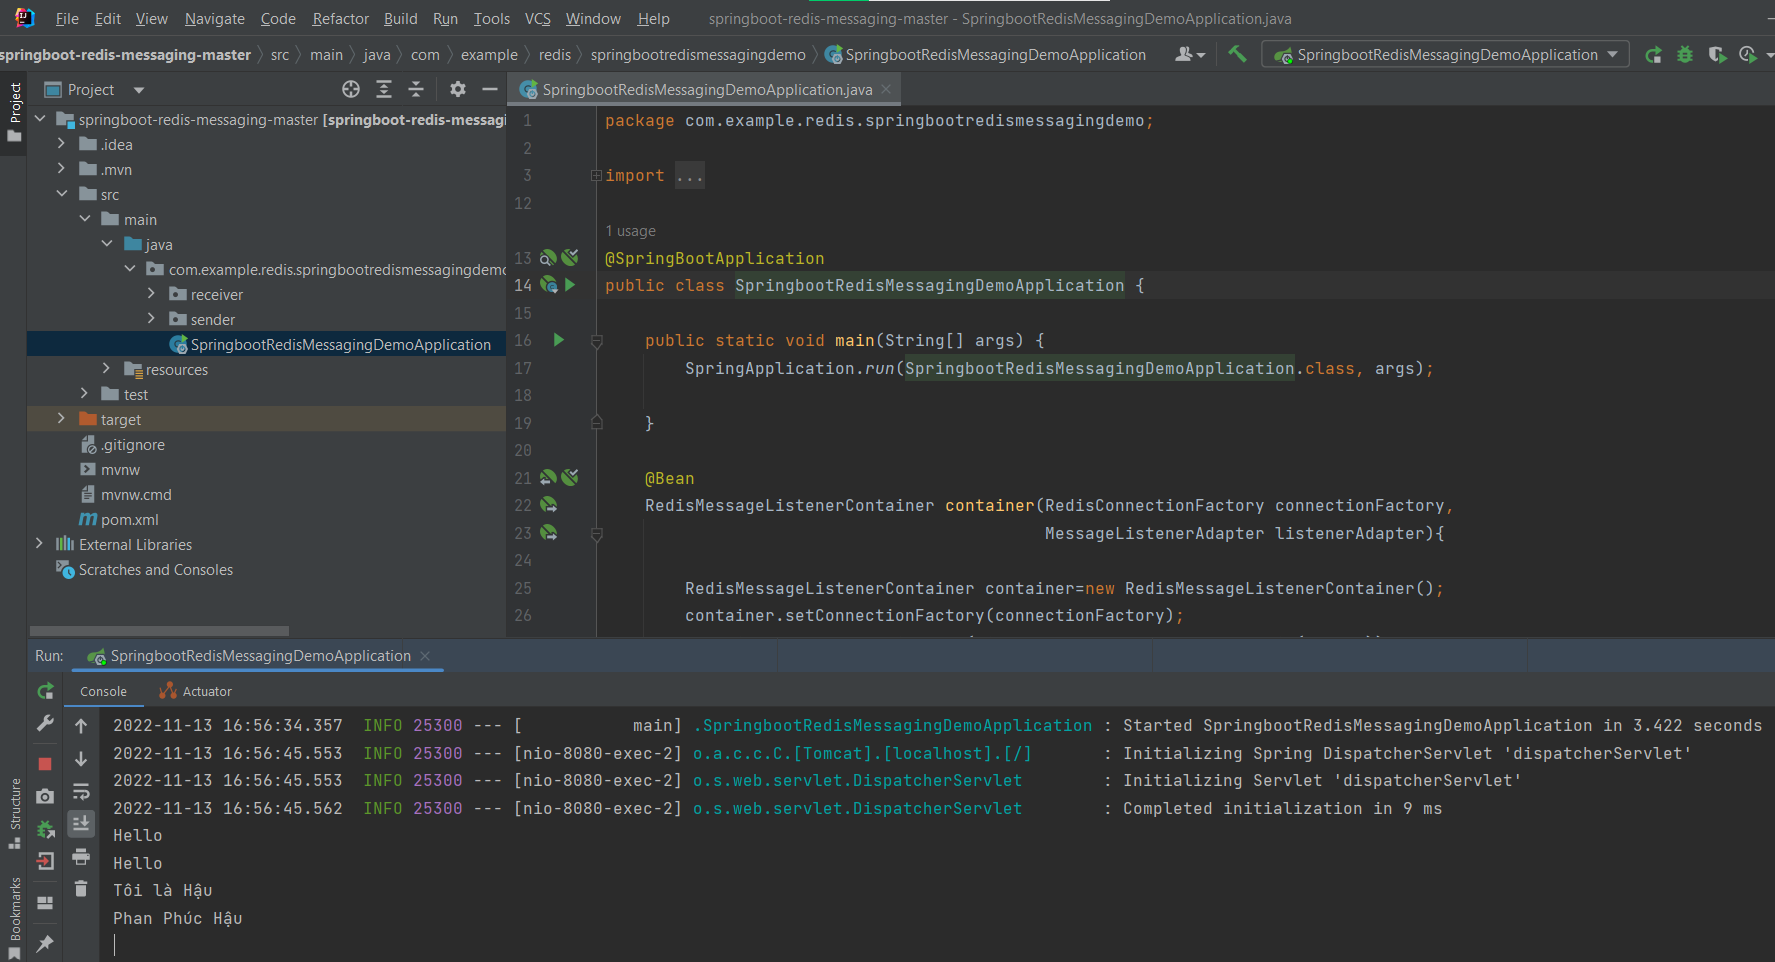 File Edit View Navigate Code Refactor Build Run Tools VCS Window Help springboot-redis-messaging-master - SpringbootRedisMessagingDemoApplication.java
springboot-redis-messaging-master src main java com example redis springbootredismessagingdemo SpringbootRedisMessagingDemoApplication SpringbootRedisMessagingDemoApplication
Project
Project
SpringbootRedisMessagingDemoApplication.java
springboot-redis-messaging-master [springboot-redis-messagi
.idea
.mvn
src
main
java
com.example.redis.springbootredismessagingdemo
receiver
sender
SpringbootRedisMessagingDemoApplication
resources
test
target
.gitignore
mvnw
mvnw.cmd
pom.xml
External Libraries
Scratches and Consoles
1 package com.example.redis.springbootredismessagingdemo;
2
3 import ...
12
1 usage
13 @SpringBootApplication
14 public class SpringbootRedisMessagingDemoApplication {
15
16 public static void main(String[] args) {
17 SpringApplication.run(SpringbootRedisMessagingDemoApplication.class, args);
18
19 }
20
21 @Bean
22 RedisMessageListenerContainer container(RedisConnectionFactory connectionFactory,
23 MessageListenerAdapter listenerAdapter){
24
25 RedisMessageListenerContainer container=new RedisMessageListenerContainer();
26 container.setConnectionFactory(connectionFactory);
Run: SpringbootRedisMessagingDemoApplication
Console Actuator
2022-11-13 16:56:34.357 INFO 25300 --- [ main] .SpringbootRedisMessagingDemoApplication : Started SpringbootRedisMessagingDemoApplication in 3.422 seconds
2022-11-13 16:56:45.553 INFO 25300 --- [nio-8080-exec-2] o.a.c.c.C.[Tomcat].[localhost].[/] : Initializing Spring DispatcherServlet 'dispatcherServlet'
2022-11-13 16:56:45.553 INFO 25300 --- [nio-8080-exec-2] o.s.web.servlet.DispatcherServlet : Initializing Servlet 'dispatcherServlet'
2022-11-13 16:56:45.562 INFO 25300 --- [nio-8080-exec-2] o.s.web.servlet.DispatcherServlet : Completed initialization in 9 ms
Hello
Hello
Tôi là Hậu
Phan Phúc Hậu
Structure
Bookmarks